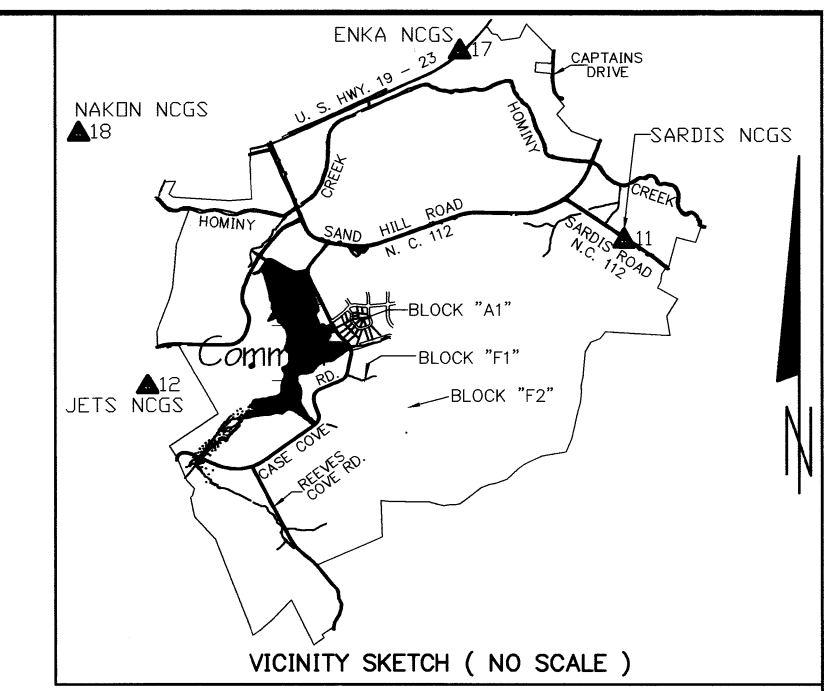 ENKA NCGS
17
CAPTAINS
DRIVE
U. S. HWY. 19 - 23
NAKON NCGS
18
HOMINY
SARDIS NCGS
CREEK
CREEK
HOMINY
SAND HILL ROAD
N. C. 112
11
SARDIS ROAD
N.C. 112
BLOCK "A1"
Comm
BLOCK "F1"
RD.
12
JETS NCGS
BLOCK "F2"
CASE COVE
REEVES
COVE RD.
N
VICINITY SKETCH ( NO SCALE )